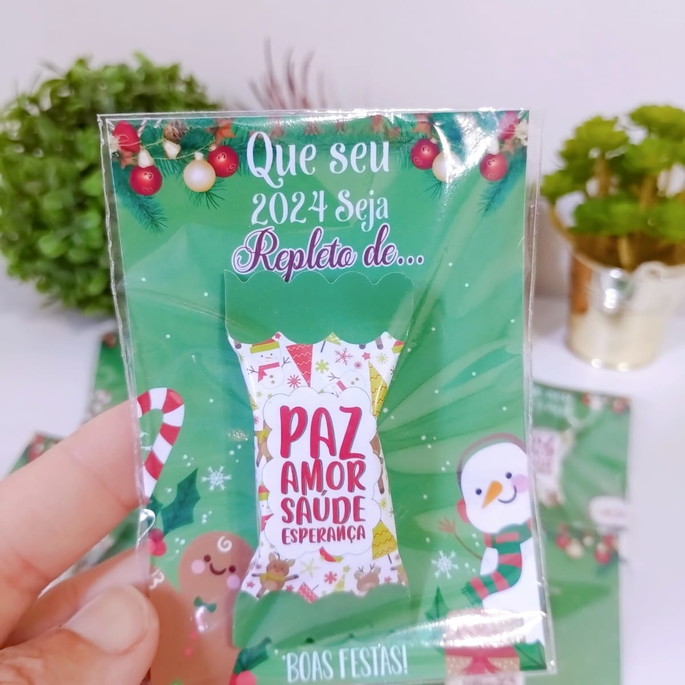 Que seu
2024 Seja
Repleto de...
PAZ
AMOR
SAÚDE
ESPERANÇA
BOAS FESTAS!